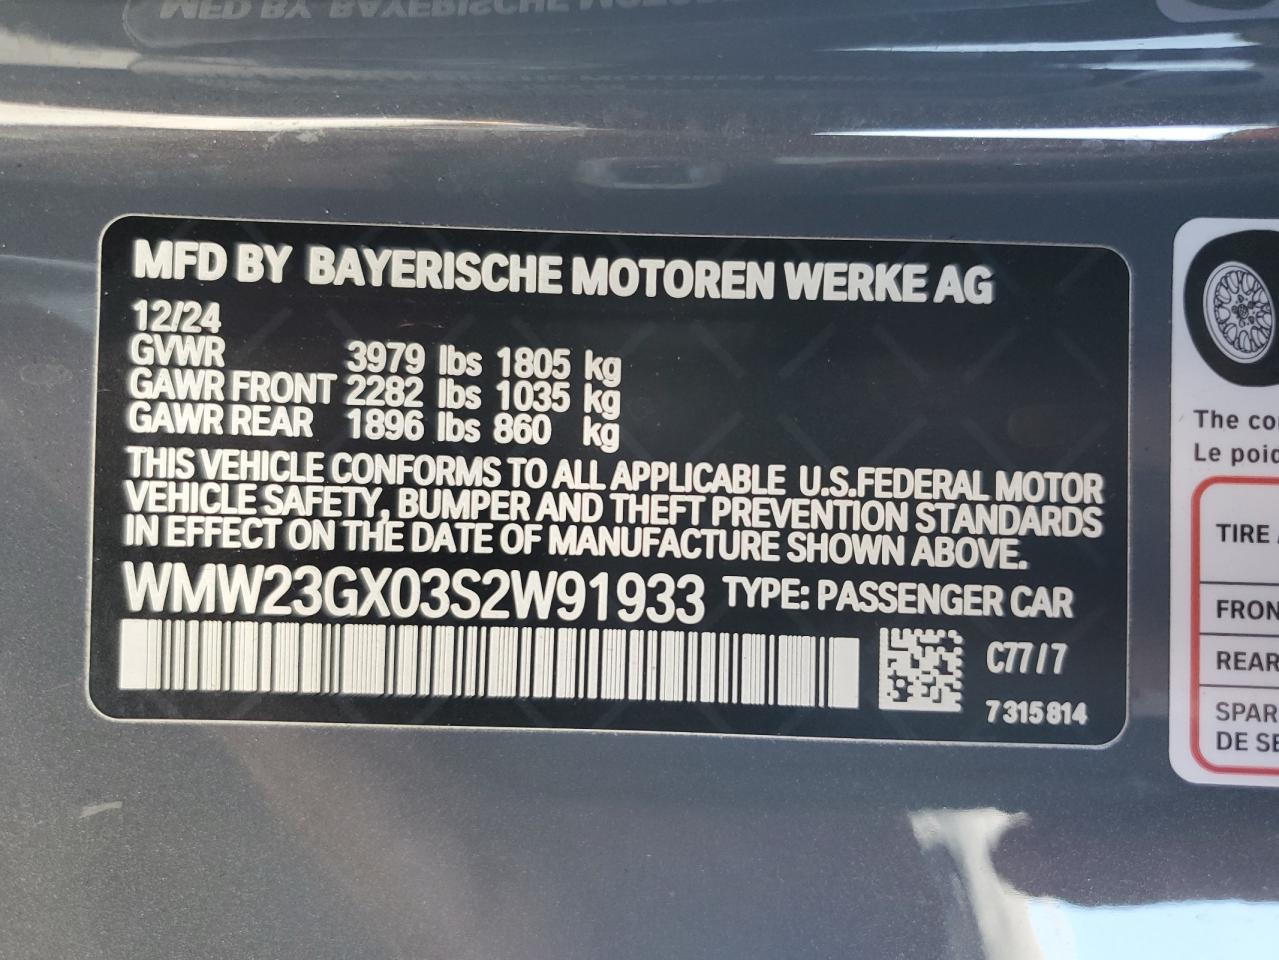 MFD BY BAYERISCHE MOTOREN WERKE AG
12/24
GVWR 3979 lbs 1805 kg
GAWR FRONT 2282 lbs 1035 kg
GAWR REAR 1896 lbs 860 kg
THIS VEHICLE CONFORMS TO ALL APPLICABLE U.S.FEDERAL MOTOR
VEHICLE SAFETY, BUMPER AND THEFT PREVENTION STANDARDS
IN EFFECT ON THE DATE OF MANUFACTURE SHOWN ABOVE.
WMW23GX03S2W91933 TYPE: PASSENGER CAR
C77/7
7315814
The
Le
TIRE
FRON
REAR
SPAR
DE